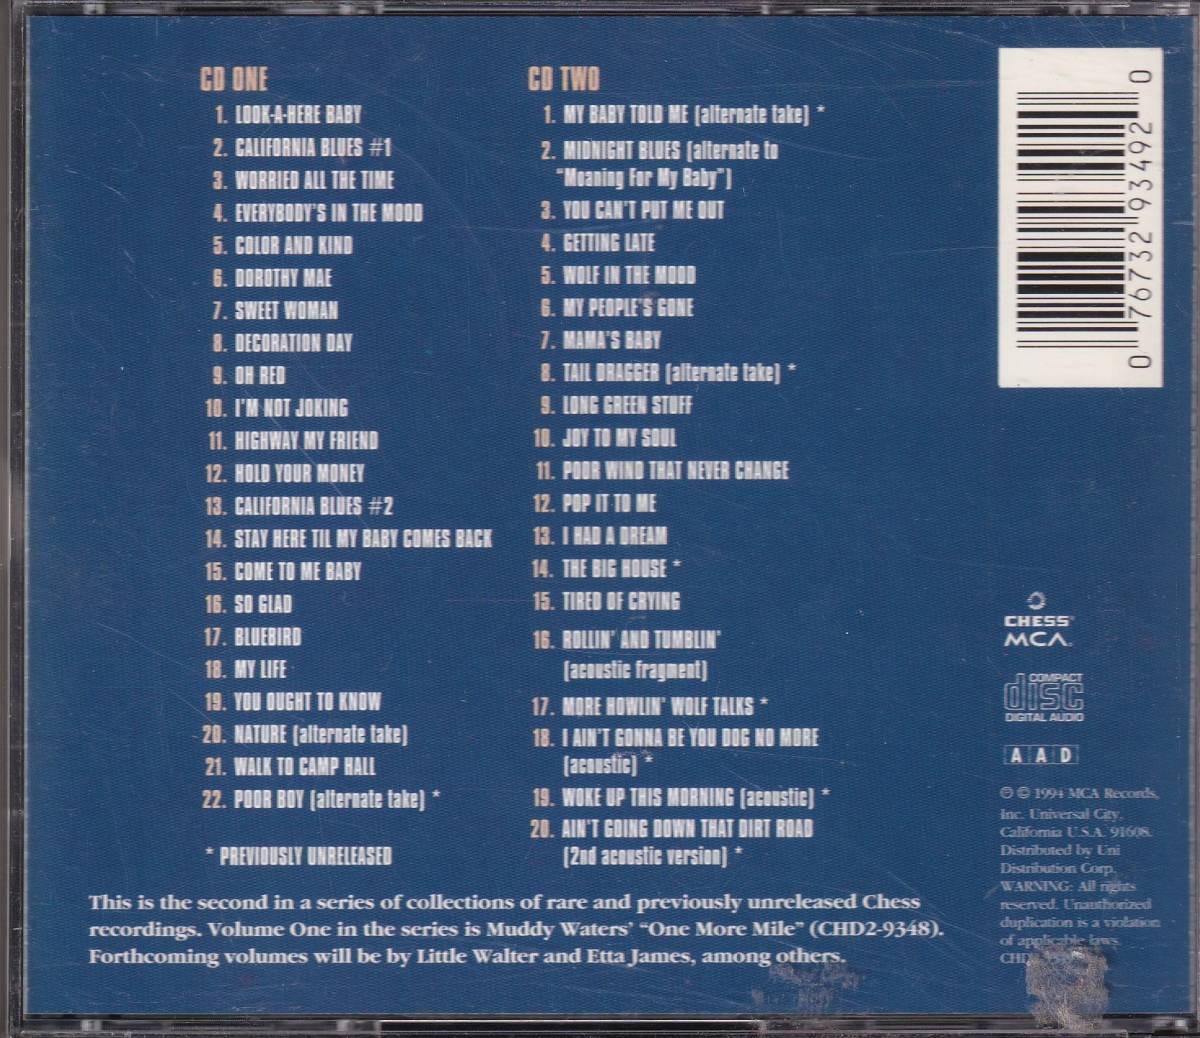 CD ONE
1. LOOK-A-HERE BABY
2. CALIFORNIA BLUES #1
3. WORRIED ALL THE TIME
4. EVERYBODY'S IN THE MOOD
5. COLOR AND KIND
6. DOROTHY MAE
7. SWEET WOMAN
8. DECORATION DAY
9. OH RED
10. I'M NOT JOKING
11. HIGHWAY MY FRIEND
12. HOLD YOUR MONEY
13. CALIFORNIA BLUES #2
14. STAY HERE TIL MY BABY COMES BACK
15. COME TO ME BABY
16. SO GLAD
17. BLUEBIRD
18. MY LIFE
19. YOU OUGHT TO KNOW
20. NATURE (alternate take)
21. WALK TO CAMP HALL
22. POOR BOY (alternate take) *
* PREVIOUSLY UNRELEASED
CD TWO
1. MY BABY TOLD ME (alternate take) *
2. MIDNIGHT BLUES (alternate to
"Moaning For My Baby")
3. YOU CAN'T PUT ME OUT
4. GETTING LATE
5. WOLF IN THE MOOD
6. MY PEOPLE'S GONE
7. MAMA'S BABY
8. TAIL DRAGGER (alternate take) *
9. LONG GREEN STUFF
10. JOY TO MY SOUL
11. POOR WIND THAT NEVER CHANGE
12. POP IT TO ME
13. I HAD A DREAM
14. THE BIG HOUSE *
15. TIRED OF CRYING
16. ROLLIN' AND TUMBLIN'
(acoustic fragment)
17. MORE HOWLIN' WOLF TALKS *
18. I AIN'T GONNA BE YOU DOG NO MORE
(acoustic) *
19. WOKE UP THIS MORNING (acoustic) *
20. AIN'T GOING DOWN THAT DIRT ROAD
(2nd acoustic version) *
This is the second in a series of collections of rare and previously unreleased Chess
recordings. Volume One in the series is Muddy Waters' "One More Mile" (CHD2-9348).
Forthcoming volumes will be by Little Walter and Etta James, among others.
0 76732 93492 0
CHESS
MCA
COMPACT
disc
DIGITAL AUDIO
AAD
℗ © 1994 MCA Records,
Inc. Universal City,
California U.S.A. 91608.
Distributed by Uni
Distribution Corp.
WARNING: All rights
reserved. Unauthorized
duplication is a violation
of applicable laws.